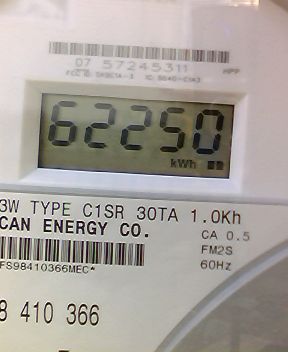 07 57245311
HPP
62250
kWh
3W TYPE C1SR 30TA 1.0Kh
CAN ENERGY CO.
CA 0.5
FM2S
FS98410366MEC*
60Hz
8 410 366